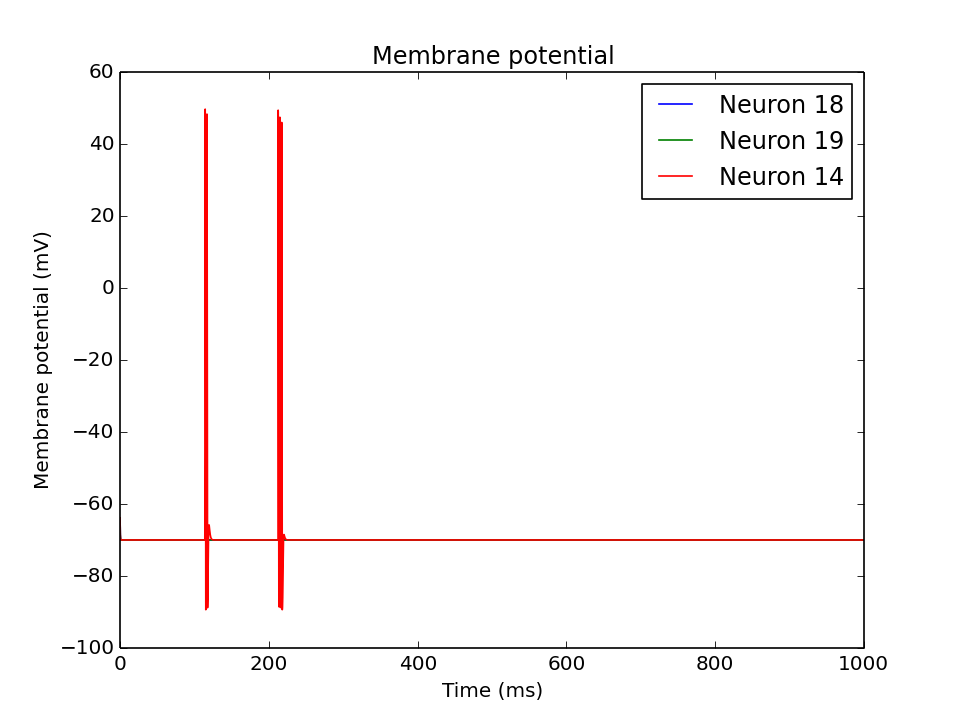 Membrane potential
60
40
20
0
−20
−40
−60
−80
−100
Membrane potential (mV)
Neuron 18
Neuron 19
Neuron 14
0 200 400 600 800 1000
Time (ms)